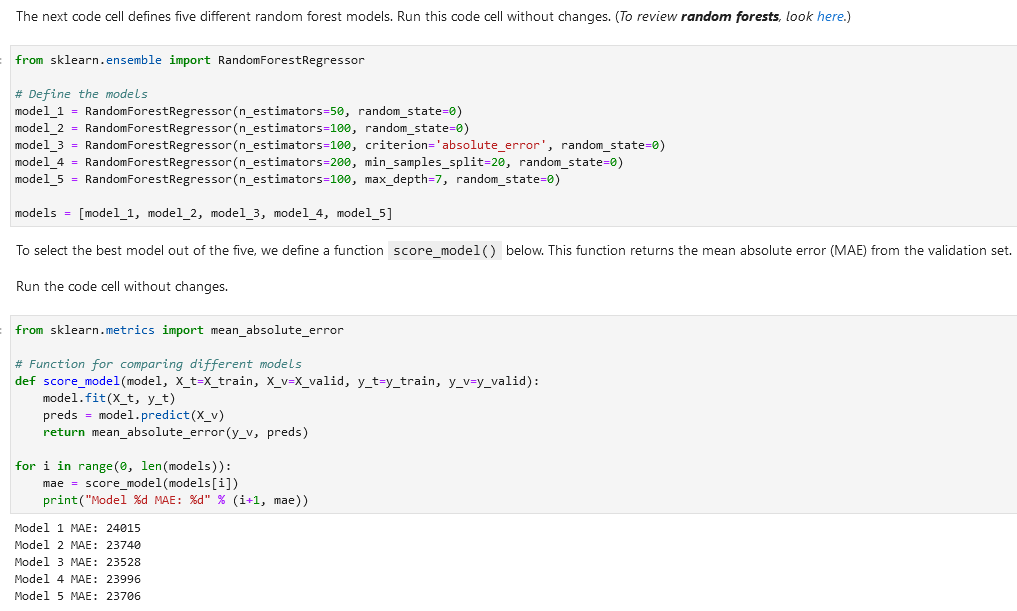 The next code cell defines five different random forest models. Run this code cell without changes. (To review random forests, look here.)
from sklearn.ensemble import RandomForestRegressor
# Define the models
model_1 = RandomForestRegressor(n_estimators=50, random_state=0)
model_2 = RandomForestRegressor(n_estimators=100, random_state=0)
model_3 = RandomForestRegressor(n_estimators=100, criterion='absolute_error', random_state=0)
model_4 = RandomForestRegressor(n_estimators=200, min_samples_split=20, random_state=0)
model_5 = RandomForestRegressor(n_estimators=100, max_depth=7, random_state=0)
models = [model_1, model_2, model_3, model_4, model_5]
To select the best model out of the five, we define a function score_model() below. This function returns the mean absolute error (MAE) from the validation set.
Run the code cell without changes.
from sklearn.metrics import mean_absolute_error
# Function for comparing different models
def score_model(model, X_t=X_train, X_v=X_valid, y_t=y_train, y_v=y_valid):
    model.fit(X_t, y_t)
    preds = model.predict(X_v)
    return mean_absolute_error(y_v, preds)
for i in range(0, len(models)):
    mae = score_model(models[i])
    print("Model %d MAE: %d" % (i+1, mae))
Model 1 MAE: 24015
Model 2 MAE: 23740
Model 3 MAE: 23528
Model 4 MAE: 23996
Model 5 MAE: 23706